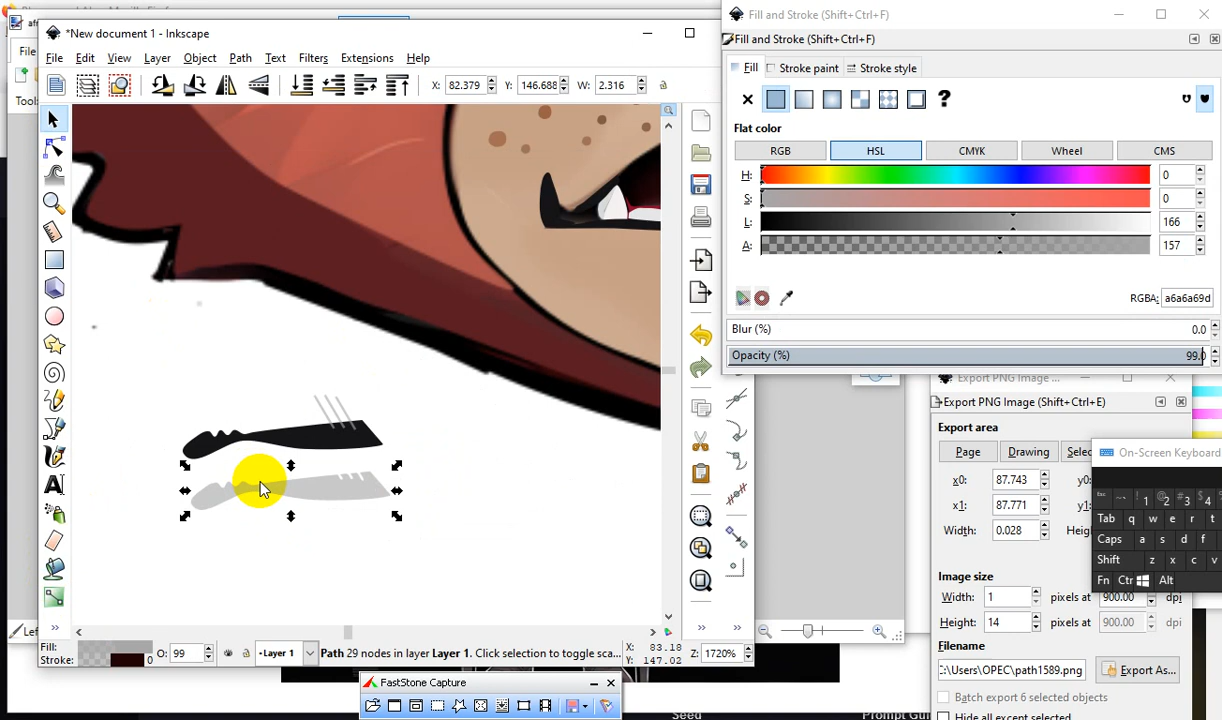 *New document 1 - Inkscape
File Edit View Layer Object Path Text Filters Extensions Help
X: 82.379 Y: 146.688 W: 2.316
Fill and Stroke (Shift+Ctrl+F)
Fill and Stroke (Shift+Ctrl+F)
Fill Stroke paint Stroke style
Flat color
RGB HSL CMYK Wheel CMS
H: 0
S: 0
L: 166
A: 157
RGBA: a6a6a69d
Blur (%) 0.0
Opacity (%) 99.0
Export PNG Image ...
Export PNG Image (Shift+Ctrl+E)
Export area
Page Drawing
x0: 87.743
x1: 87.771
Width: 0.028
Image size
Width: 1 pixels at 900.00 dpi
Height: 14 pixels at 900.00 dpi
Filename
:\Users\OPEC\path1589.png Export As...
Batch export 6 selected objects
Hide all except selected
On-Screen Keyboard
Tab q w e r t
Caps a s d f
Shift z x c v
Fn Ctr Alt
File
Tool:
Fill:
Stroke: 0
O: 99
Layer 1
Path 29 nodes in layer Layer 1. Click selection to toggle sca...
X: 83.18
Y: 147.02
Z: 1720%
FastStone Capture
Seed